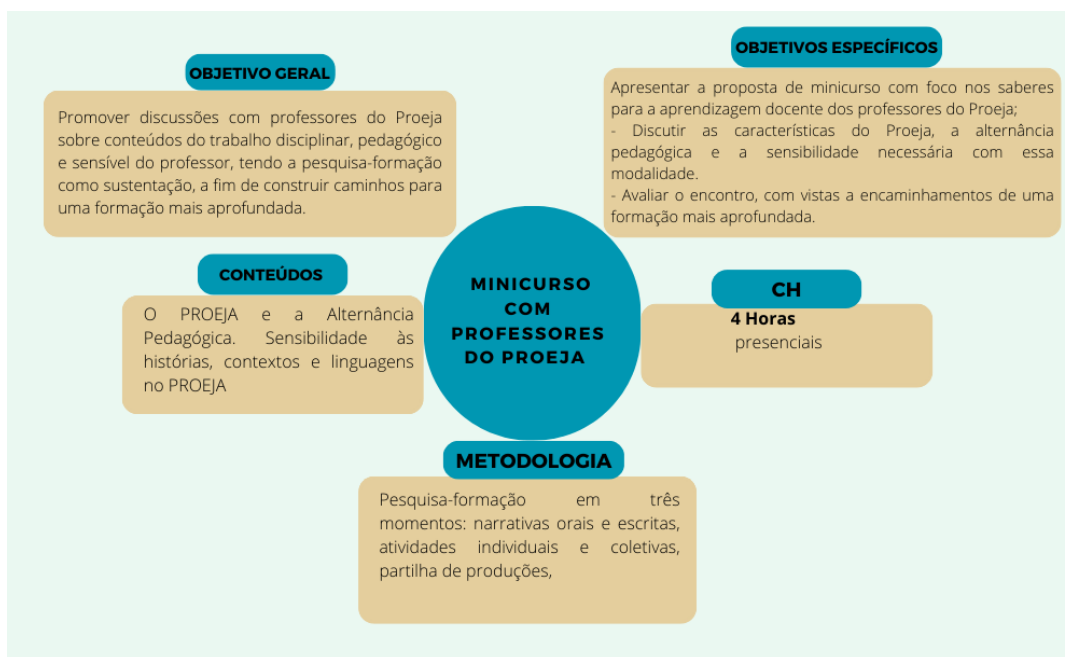 OBJETIVO GERAL
Promover discussões com professores do Proeja
sobre conteúdos do trabalho disciplinar, pedagógico
e sensível do professor, tendo a pesquisa-formação
como sustentação, a fim de construir caminhos para
uma formação mais aprofundada.
OBJETIVOS ESPECÍFICOS
Apresentar a proposta de minicurso com foco nos saberes
para a aprendizagem docente dos professores do Proeja;
- Discutir as características do Proeja, a alternância
pedagógica e a sensibilidade necessária com essa
modalidade.
- Avaliar o encontro, com vistas a encaminhamentos de uma
formação mais aprofundada.
CONTEÚDOS
O PROEJA e a Alternância
Pedagógica. Sensibilidade às
histórias, contextos e linguagens
no PROEJA
MINICURSO
COM
PROFESSORES
DO PROEJA
CH
4 Horas
presenciais
METODOLOGIA
Pesquisa-formação em três
momentos: narrativas orais e escritas,
atividades individuais e coletivas,
partilha de produções,